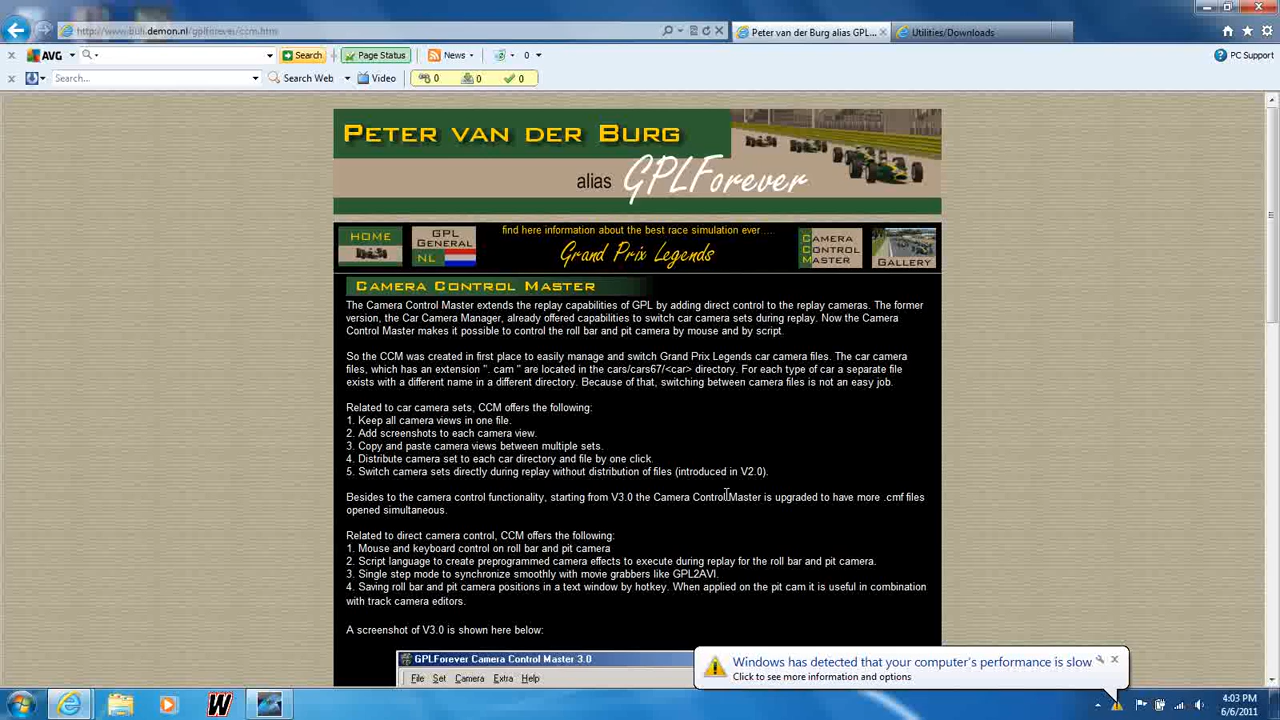 http://www.bufi.demon.nl/gplforever/ccm.htm
Peter van der Burg alias GPL...
Utilities/Downloads
AVG
Search
Page Status
News
0
PC Support
Search...
Search Web
Video
0
0
0
PETER VAN DER BURG
alias GPLForever
HOME
GPL GENERAL
NL
find here information about the best race simulation ever.....
Grand Prix Legends
CAMERA CONTROL MASTER
GALLERY
CAMERA CONTROL MASTER
The Camera Control Master extends the replay capabilities of GPL by adding direct control to the replay cameras. The former
version, the Car Camera Manager, already offered capabilities to switch car camera sets during replay. Now the Camera
Control Master makes it possible to control the roll bar and pit camera by mouse and by script.
So the CCM was created in first place to easily manage and switch Grand Prix Legends car camera files. The car camera
files, which has an extension ". cam " are located in the cars/cars67/<car> directory. For each type of car a separate file
exists with a different name in a different directory. Because of that, switching between camera files is not an easy job.
Related to car camera sets, CCM offers the following:
1. Keep all camera views in one file.
2. Add screenshots to each camera view.
3. Copy and paste camera views between multiple sets.
4. Distribute camera set to each car directory and file by one click.
5. Switch camera sets directly during replay without distribution of files (introduced in V2.0).
Besides to the camera control functionality, starting from V3.0 the Camera Control Master is upgraded to have more .cmf files
opened simultaneous.
Related to direct camera control, CCM offers the following:
1. Mouse and keyboard control on roll bar and pit camera
2. Script language to create preprogrammed camera effects to execute during replay for the roll bar and pit camera.
3. Single step mode to synchronize smoothly with movie grabbers like GPL2AVI.
4. Saving roll bar and pit camera positions in a text window by hotkey. When applied on the pit cam it is useful in combination
with track camera editors.
A screenshot of V3.0 is shown here below:
GPLForever Camera Control Master 3.0
File Set Camera Extra Help
Windows has detected that your computer's performance is slow
Click to see more information and options
W
4:03 PM
6/6/2011